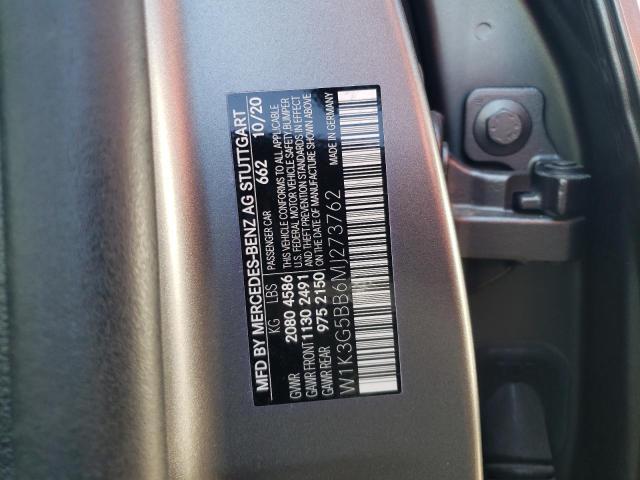 MFD BY MERCEDES-BENZ AG STUTTGART
PASSENGER CAR 662 10/20
KG LBS
GVWR 2080 4586
GAWR FRONT 1130 2491
GAWR REAR 975 2150
THIS VEHICLE CONFORMS TO ALL APPLICABLE
U.S. FEDERAL MOTOR VEHICLE SAFETY, BUMPER
AND THEFT PREVENTION STANDARDS IN EFFECT
ON THE DATE OF MANUFACTURE SHOWN ABOVE
MADE IN GERMANY
W1K3G5BB6MJ273762